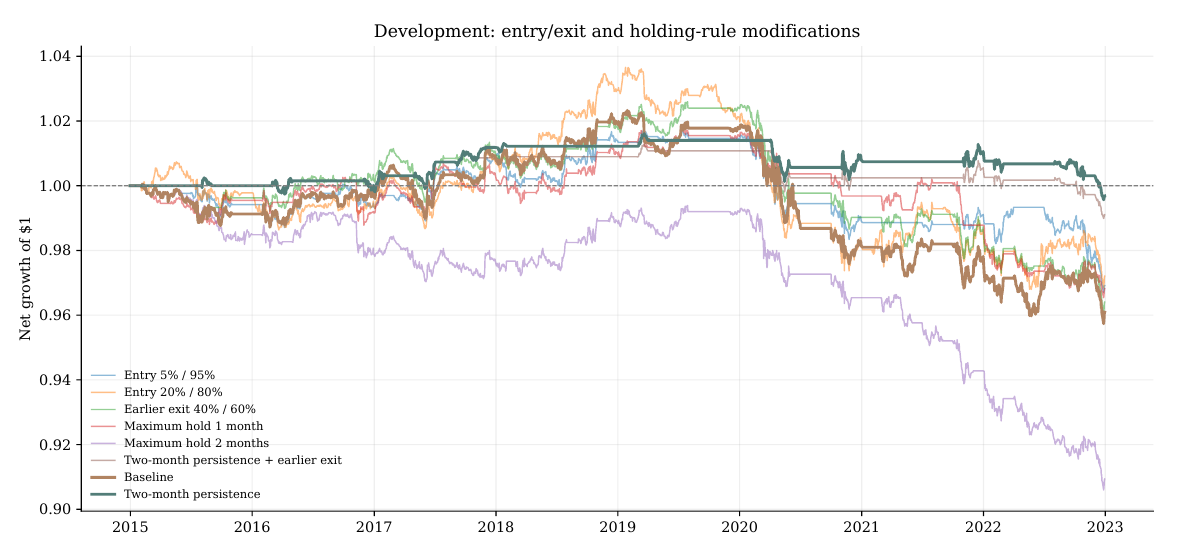 Development: entry/exit and holding-rule modifications
Net growth of $1
1.04
1.02
1.00
0.98
0.96
0.94
0.92
0.90
Entry 5% / 95%
Entry 20% / 80%
Earlier exit 40% / 60%
Maximum hold 1 month
Maximum hold 2 months
Two-month persistence + earlier exit
Baseline
Two-month persistence
2015 2016 2017 2018 2019 2020 2021 2022 2023